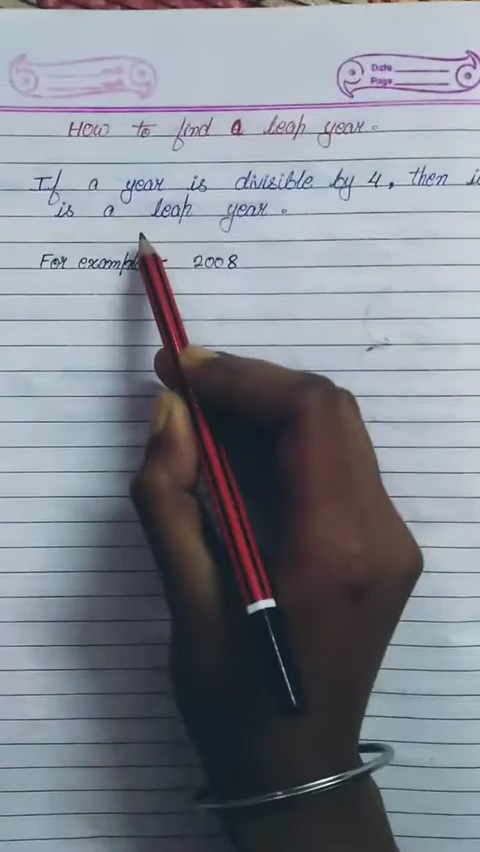 Date
Page
How to find a leap year.
If a year is divisible by 4, then
is a leap year.
For example - 2008